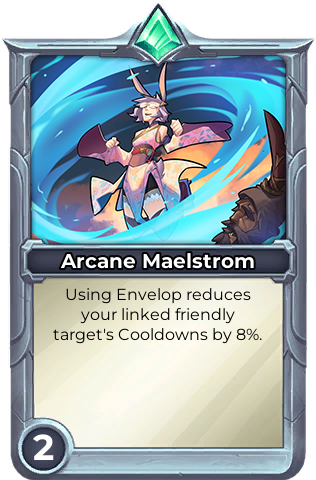 Arcane Maelstrom
Using Envelop reduces
your linked friendly
target's Cooldowns by 8%.
2